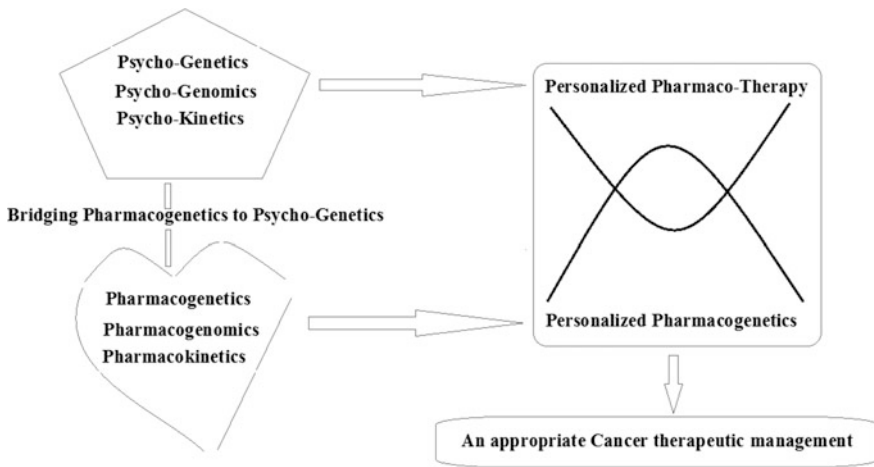 Psycho-Genetics
Psycho-Genomics
Psycho-Kinetics
Bridging Pharmacogenetics to Psycho-Genetics
Pharmacogenetics
Pharmacogenomics
Pharmacokinetics
Personalized Pharmaco-Therapy
Personalized Pharmacogenetics
An appropriate Cancer therapeutic management